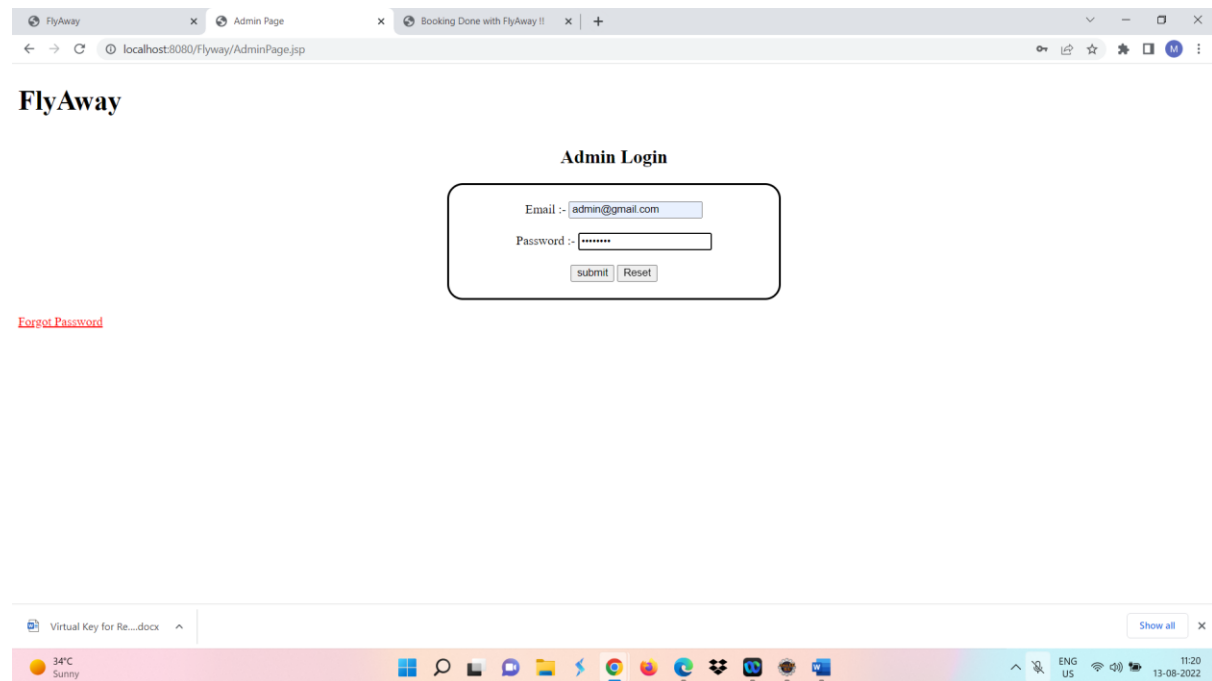 FlyAway Admin Page Booking Done with FlyAway !!
localhost:8080/Flyway/AdminPage.jsp M
FlyAway
Admin Login
Email :- admin@gmail.com
Password :- ••••••••
submit Reset
Forgot Password
Virtual Key for Re....docx Show all
34°C
Sunny
ENG
US
11:20
13-08-2022